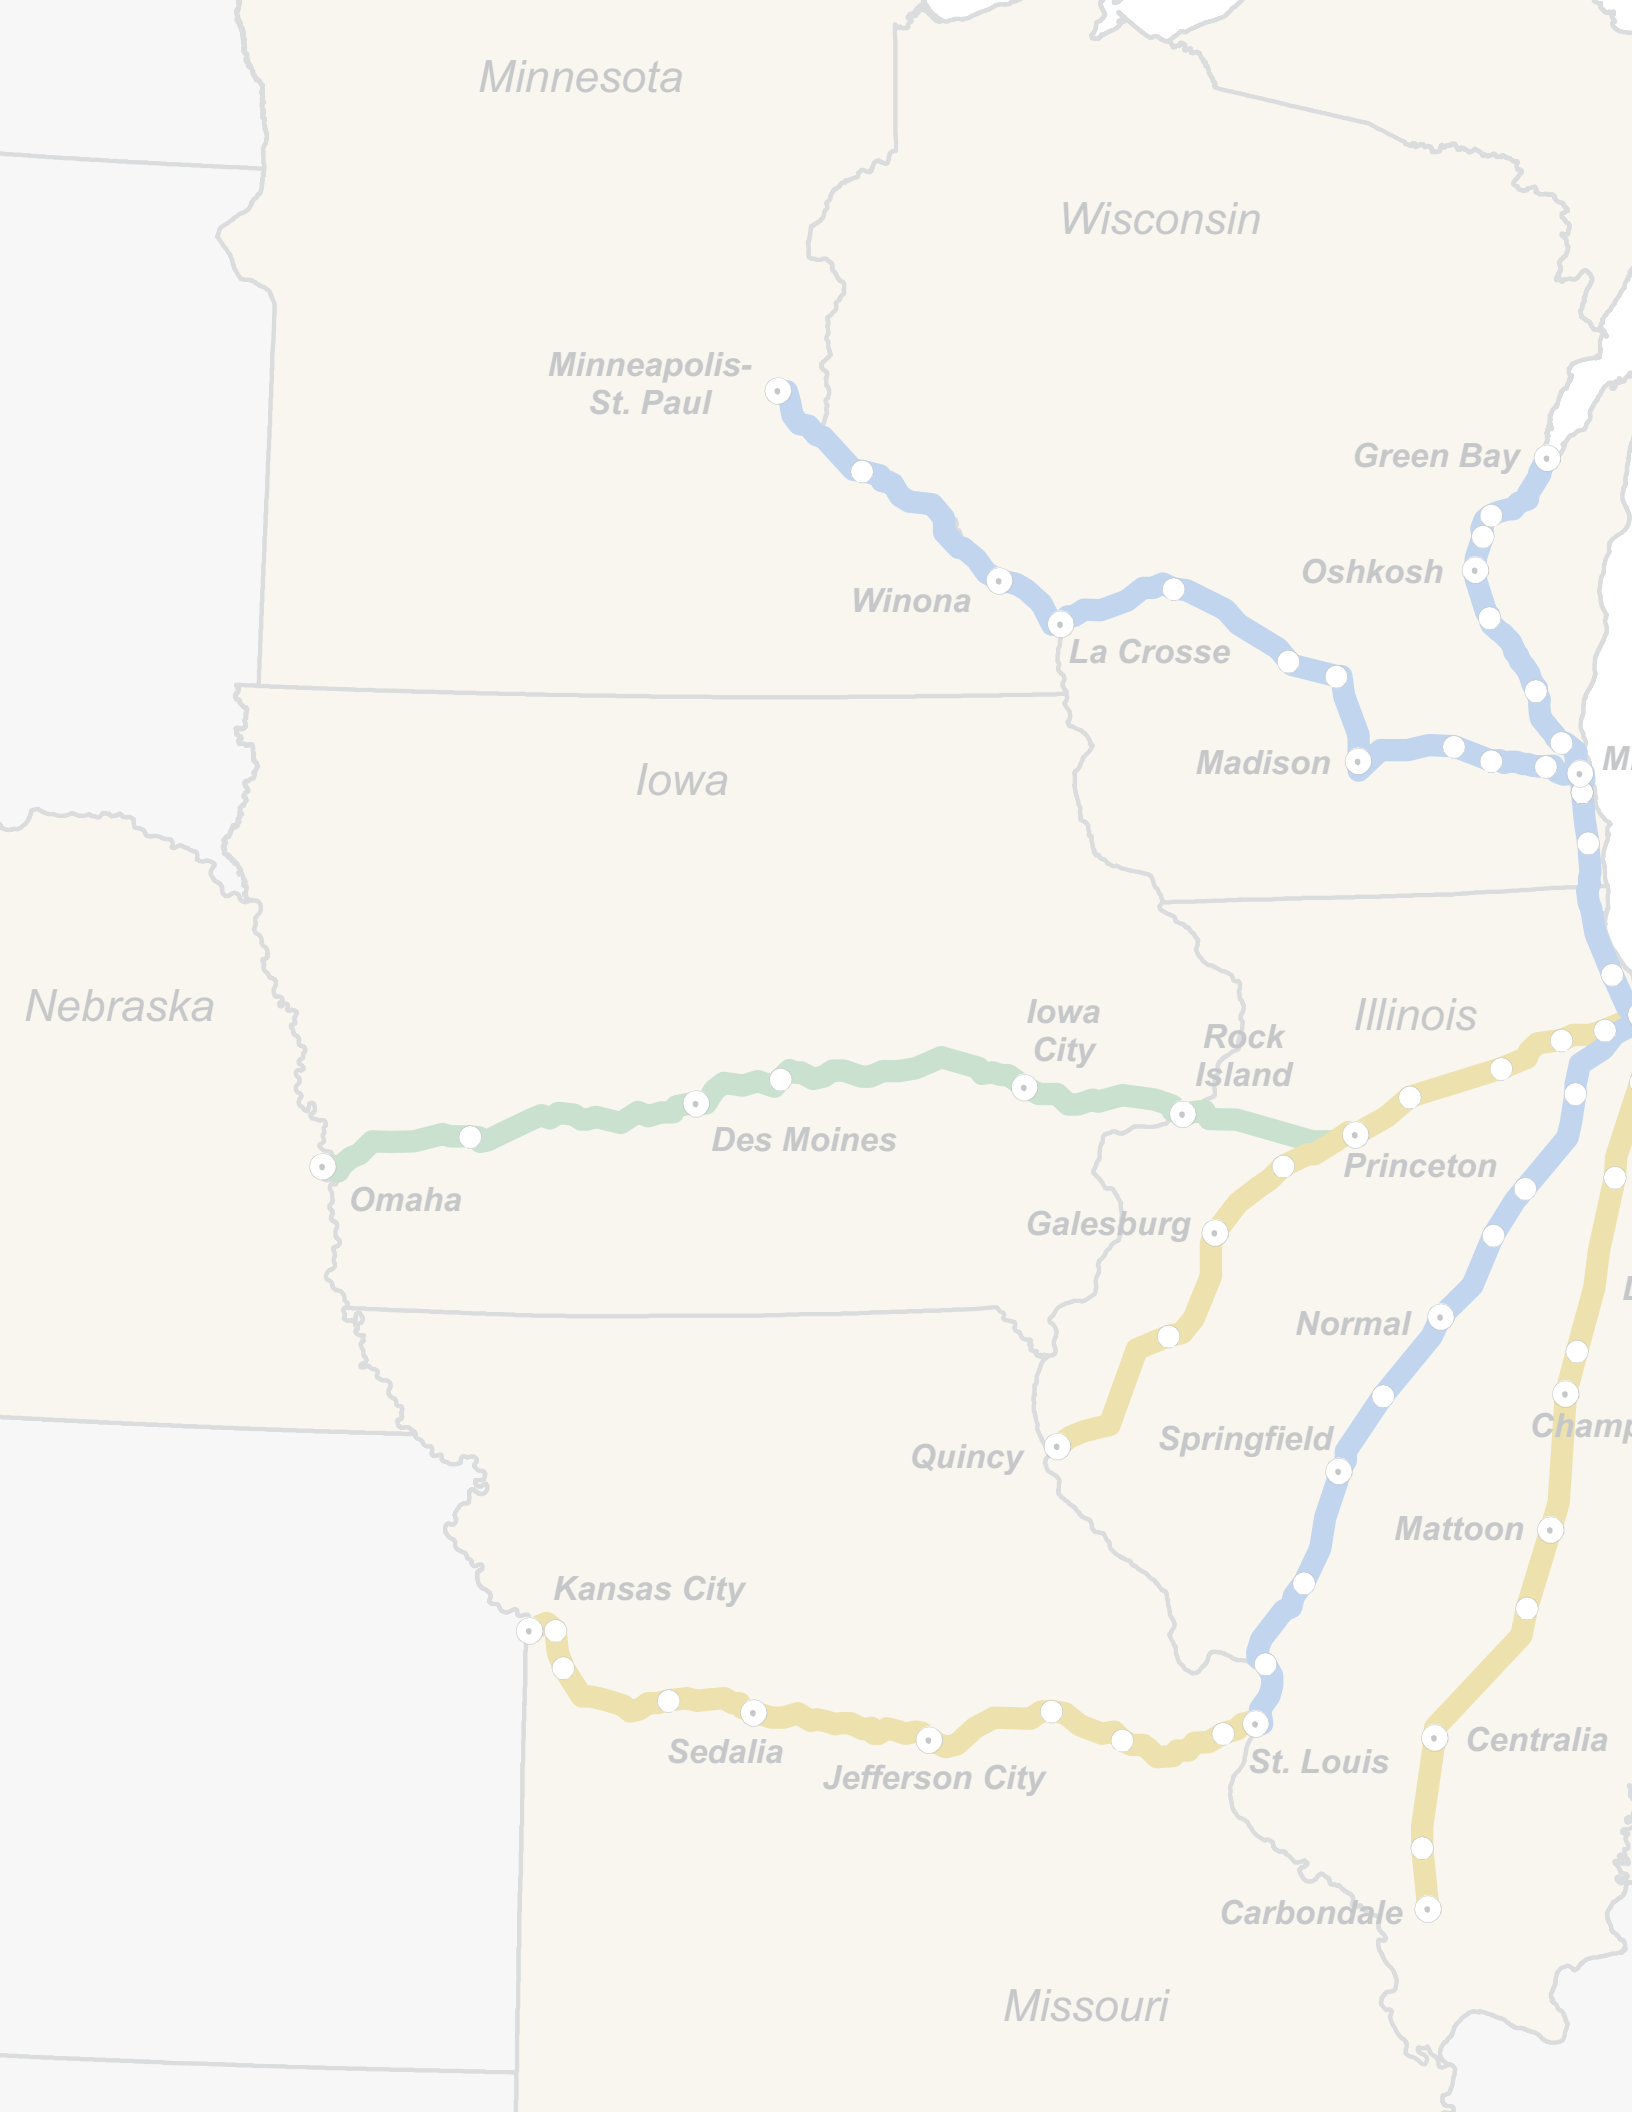 Minnesota
Wisconsin
Minneapolis-
St. Paul
Green Bay
Oshkosh
Winona
La Crosse
Madison
Iowa
Nebraska
Iowa
City
Illinois
Rock
Island
Des Moines
Princeton
Omaha
Galesburg
Normal
Springfield
Quincy
Mattoon
Kansas City
Centralia
Sedalia
St. Louis
Jefferson City
Carbondale
Missouri